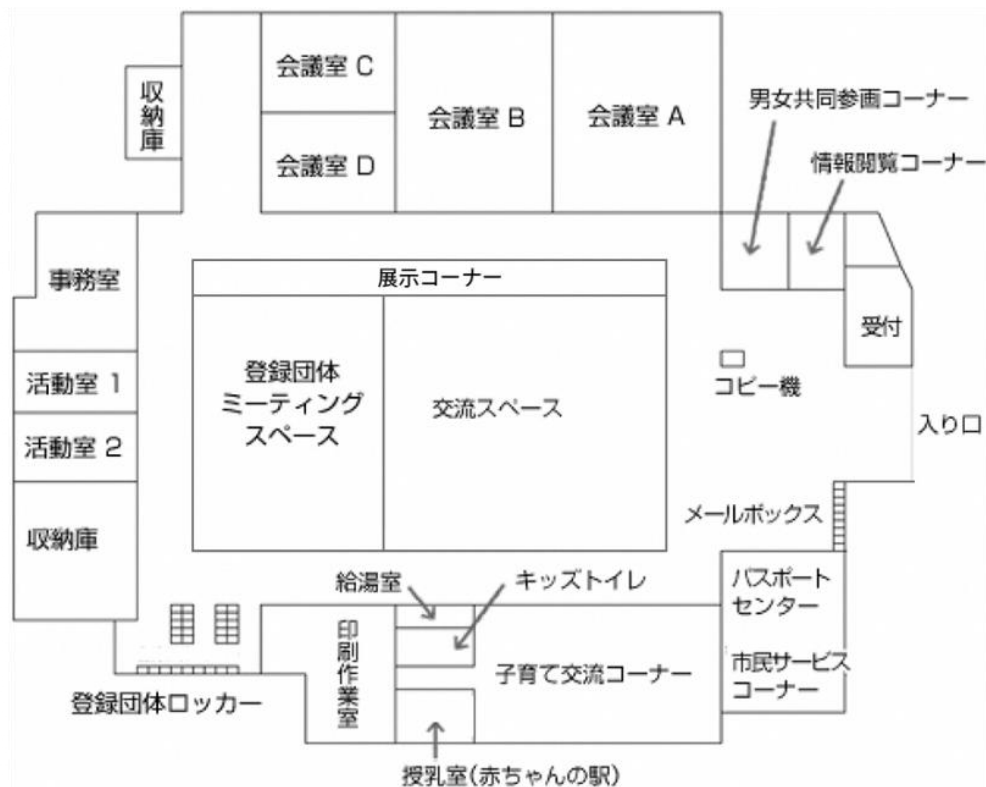 会議室 C
収納庫
会議室 B
会議室 A
男女共同参画コーナー
会議室 D
情報閲覧コーナー
事務室
展示コーナー
受付
活動室 1
登録団体
ミーティング
スペース
交流スペース
コピー機
入り口
活動室 2
収納庫
メールボックス
給湯室
キッズトイレ
パスポート
センター
印刷作業室
子育て交流コーナー
市民サービス
コーナー
登録団体ロッカー
授乳室(赤ちゃんの駅)